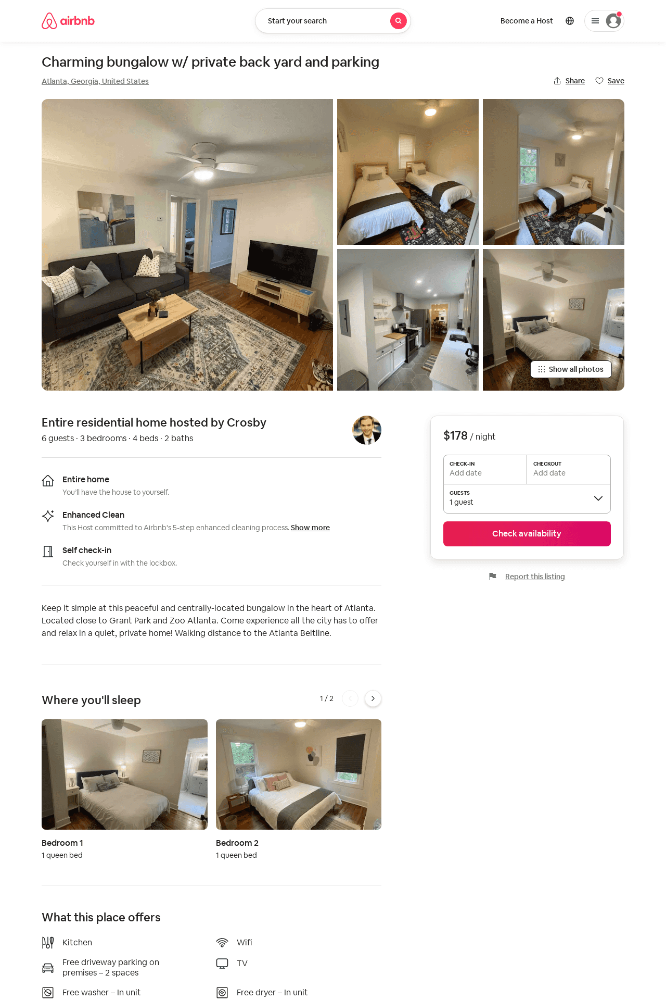 airbnb
Start your search
Become a Host
Charming bungalow w/ private back yard and parking
Atlanta, Georgia, United States
Share
Save
Show all photos
Entire residential home hosted by Crosby
6 guests · 3 bedrooms · 4 beds · 2 baths
$178 / night
CHECK-IN
Add date
CHECKOUT
Add date
GUESTS
1 guest
Check availability
Report this listing
Entire home
You'll have the house to yourself.
Enhanced Clean
This Host committed to Airbnb's 5-step enhanced cleaning process. Show more
Self check-in
Check yourself in with the lockbox.
Keep it simple at this peaceful and centrally-located bungalow in the heart of Atlanta.
Located close to Grant Park and Zoo Atlanta. Come experience all the city has to offer
and relax in a quiet, private home! Walking distance to the Atlanta Beltline.
Where you'll sleep
1 / 2
Bedroom 1
1 queen bed
Bedroom 2
1 queen bed
What this place offers
Kitchen
Wifi
Free driveway parking on
premises – 2 spaces
TV
Free washer – In unit
Free dryer – In unit